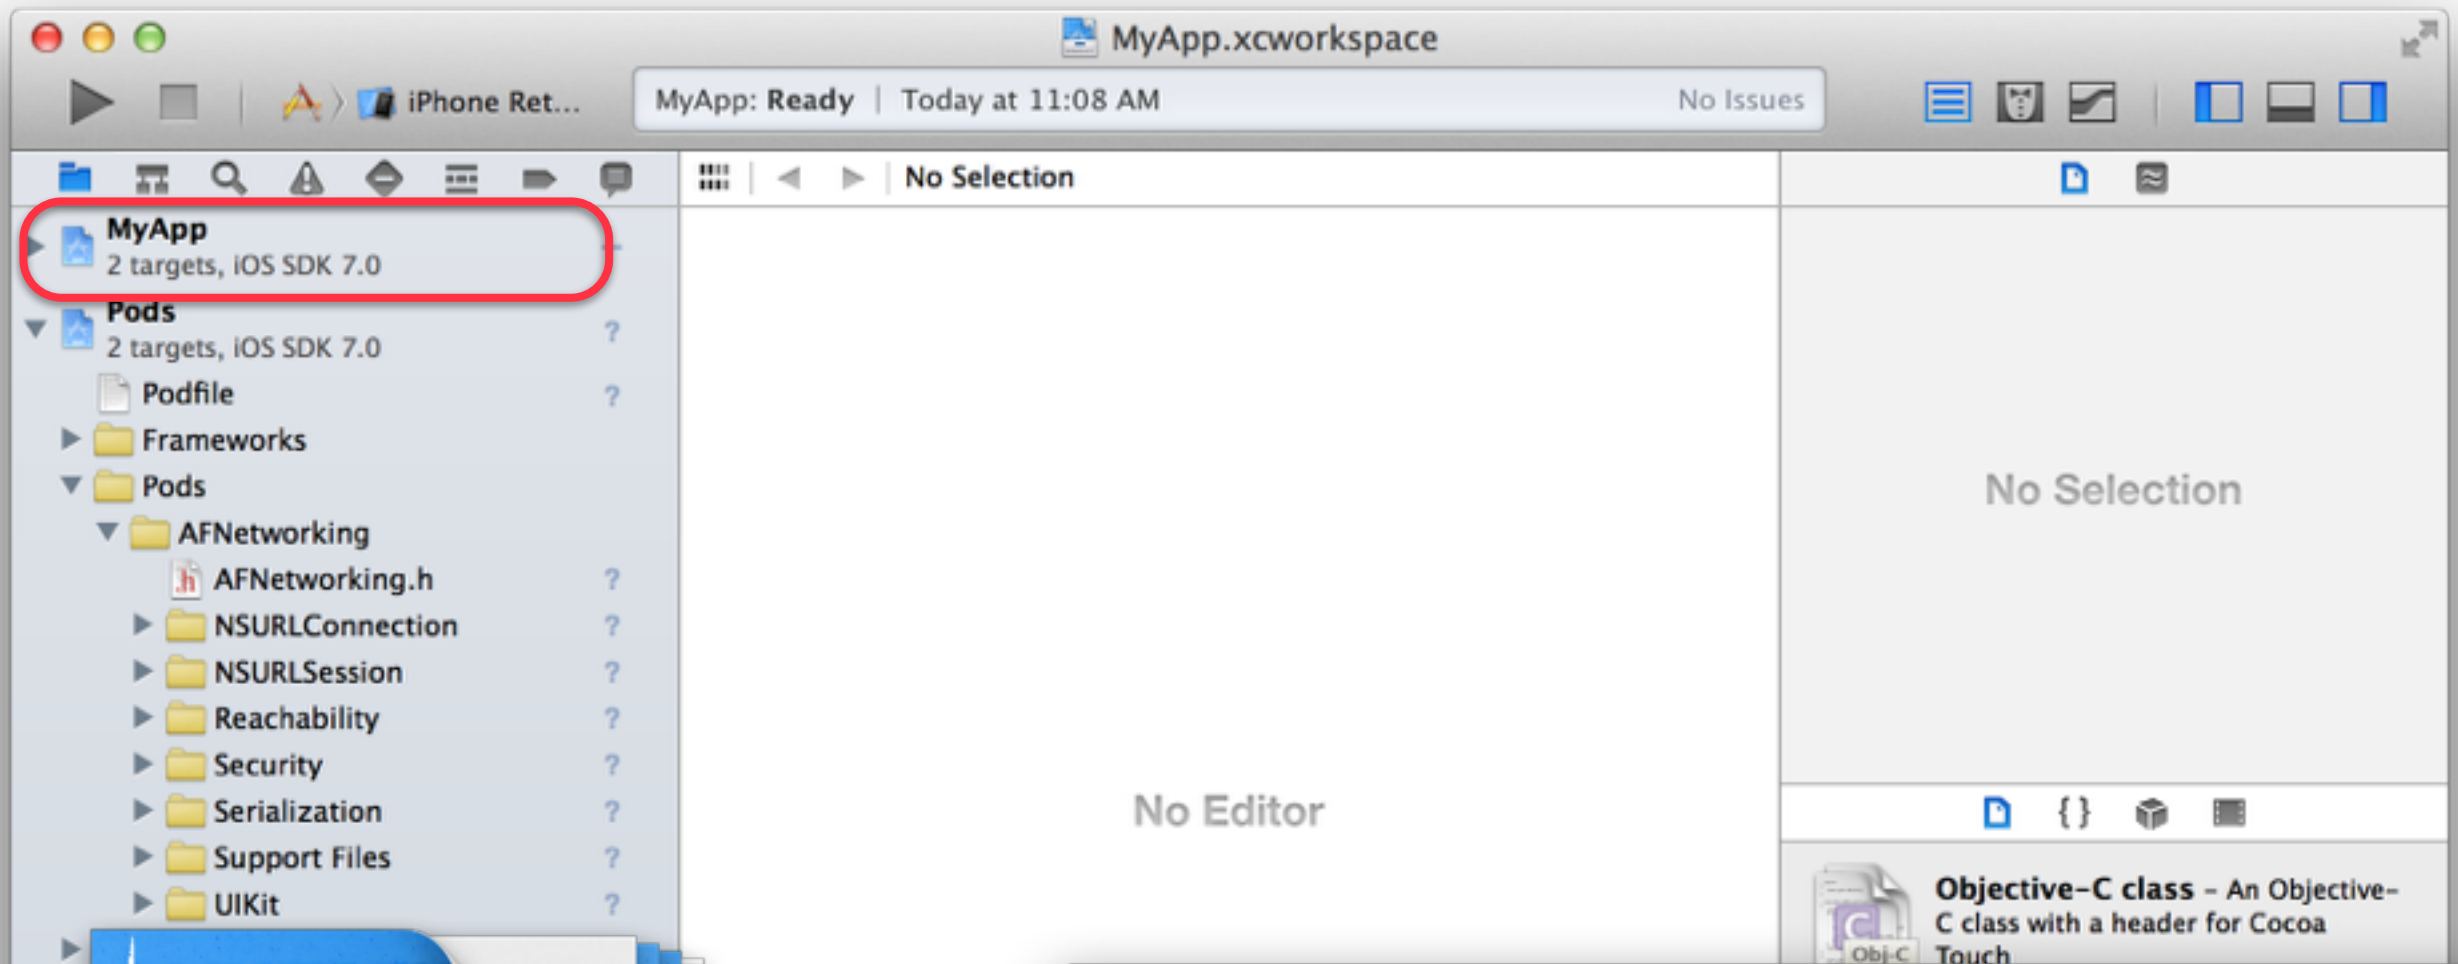 MyApp.xcworkspace
iPhone Ret...
MyApp: Ready | Today at 11:08 AM
No Issues
No Selection
MyApp
2 targets, iOS SDK 7.0
Pods
2 targets, iOS SDK 7.0
?
Podfile
?
Frameworks
Pods
AFNetworking
.h
AFNetworking.h
?
NSURLConnection
?
NSURLSession
?
Reachability
?
Security
?
Serialization
?
Support Files
?
UIKit
?
No Editor
No Selection
{ }
C
Obj-C
Objective-C class - An Objective-
C class with a header for Cocoa
Touch